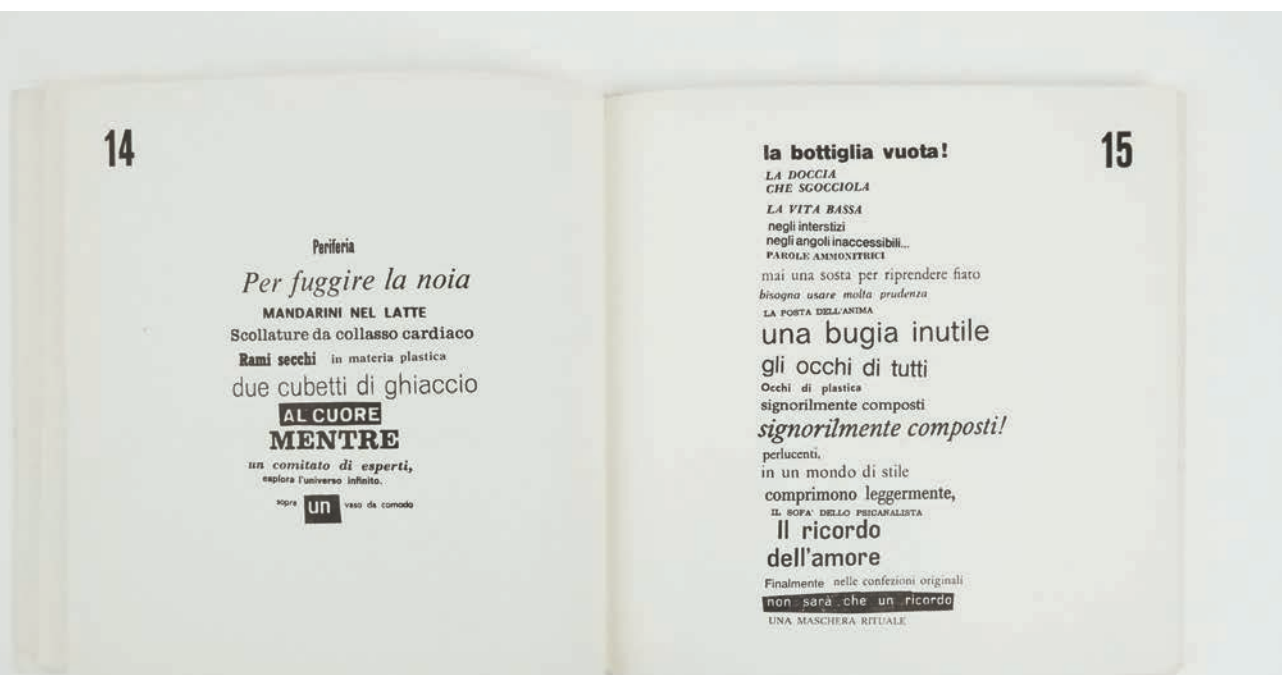 14
Periferia
Per fuggire la noia
MANDARINI NEL LATTE
Scollature da collasso cardiaco
Rami secchi in materia plastica
due cubetti di ghiaccio
AL CUORE
MENTRE
un comitato di esperti,
esplora l'universo infinito.
sopra un vaso da comodo
15
la bottiglia vuota!
LA DOCCIA
CHE SGOCCIOLA
LA VITA BASSA
negli interstizi
negli angoli inaccessibili...
PAROLE AMMONITRICI
mai una sosta per riprendere fiato
bisogna usare molta prudenza
LA POSTA DELL'ANIMA
una bugia inutile
gli occhi di tutti
Occhi di plastica
signorilmente composti
signorilmente composti!
perlucenti,
in un mondo di stile
comprimono leggermente,
IL SOFA' DELLO PSICANALISTA
Il ricordo
dell'amore
Finalmente nelle confezioni originali
non sarà che un ricordo
UNA MASCHERA RITUALE